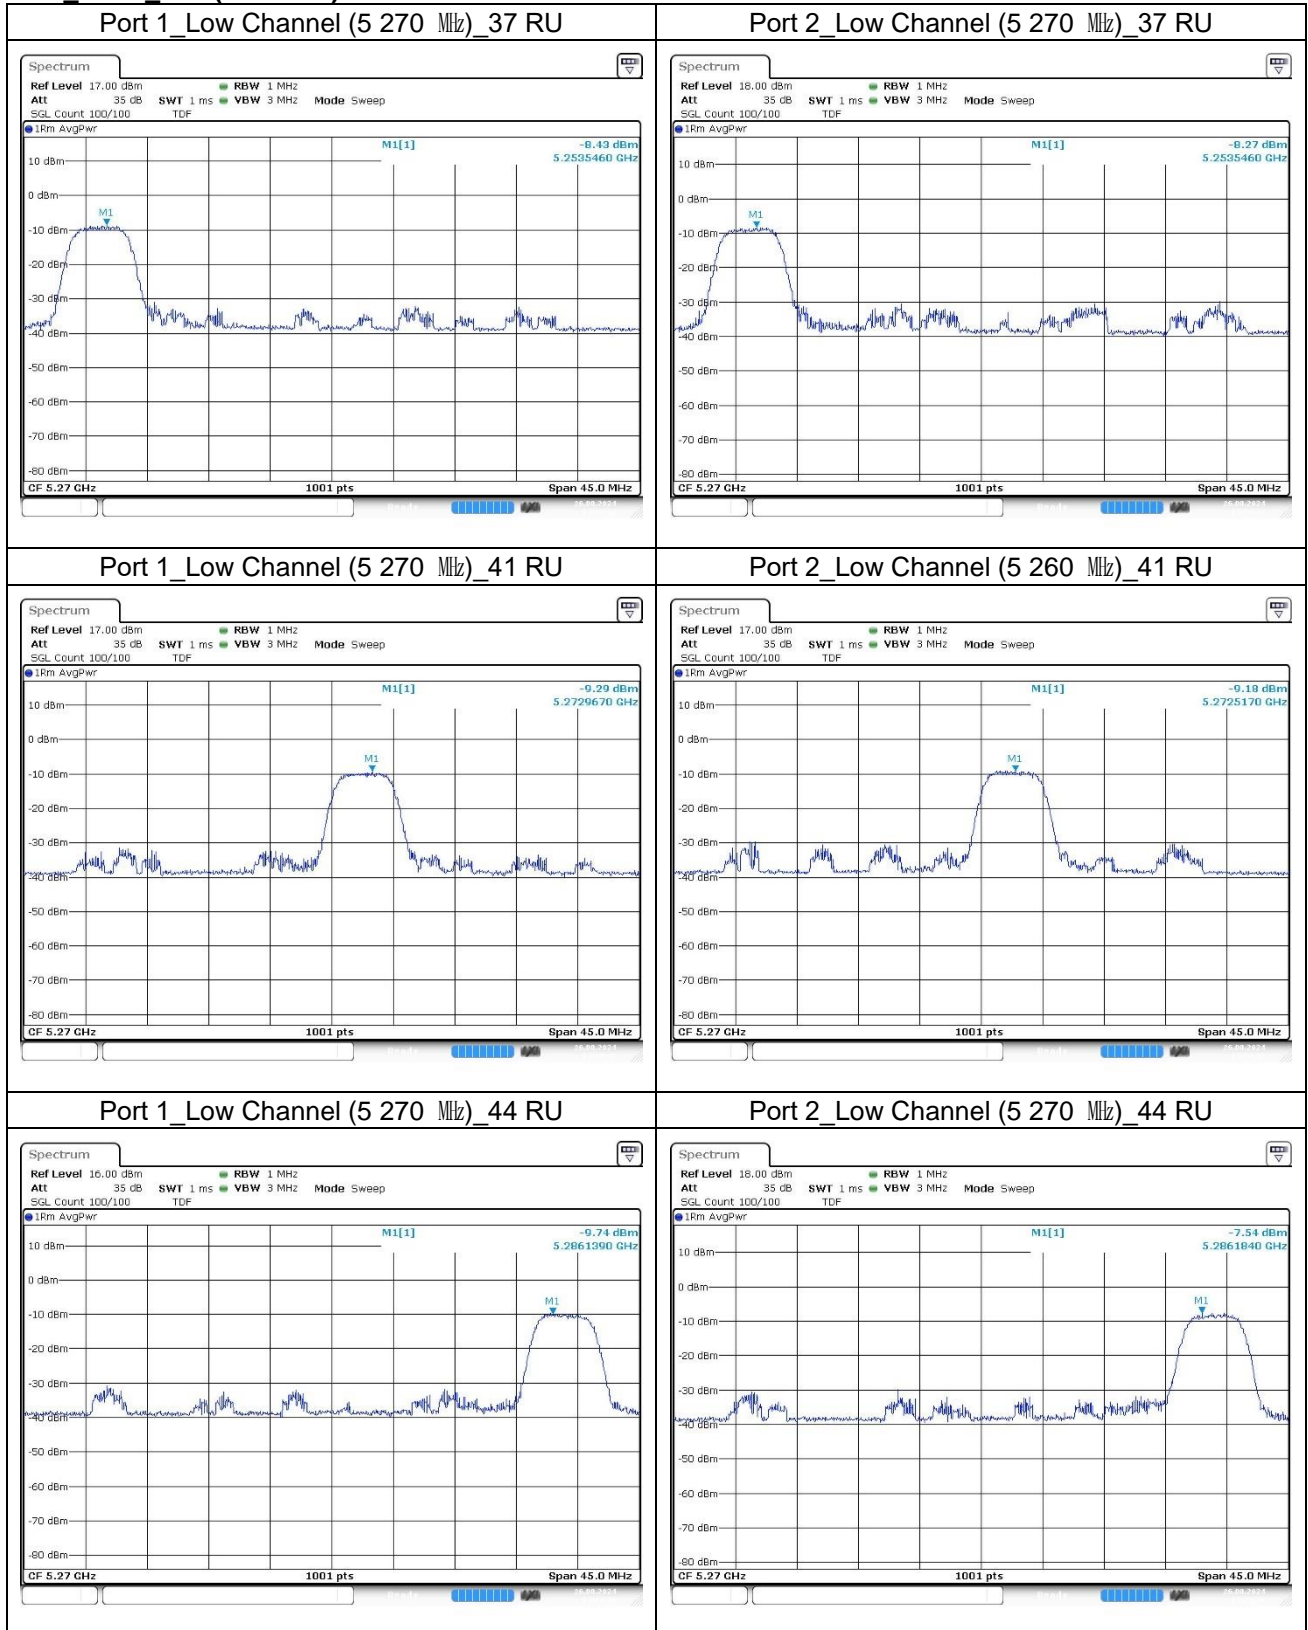 Port 1_Low Channel (5 270 ㎒)_37 RU
Port 2_Low Channel (5 270 ㎒)_37 RU
Spectrum
Ref Level 17.00 dBm RBW 1 MHz
Att 35 dB SWT 1 ms VBW 3 MHz Mode Sweep
SGL Count 100/100 TDF
1Rm AvgPwr
M1[1] -8.43 dBm
5.2535460 GHz
10 dBm
0 dBm
M1
-10 dBm
-20 dBm
-30 dBm
-40 dBm
-50 dBm
-60 dBm
-70 dBm
-80 dBm
CF 5.27 GHz 1001 pts Span 45.0 MHz
Spectrum
Ref Level 18.00 dBm RBW 1 MHz
Att 35 dB SWT 1 ms VBW 3 MHz Mode Sweep
SGL Count 100/100 TDF
1Rm AvgPwr
M1[1] -8.27 dBm
5.2535460 GHz
10 dBm
0 dBm
M1
-10 dBm
-20 dBm
-30 dBm
-40 dBm
-50 dBm
-60 dBm
-70 dBm
-80 dBm
CF 5.27 GHz 1001 pts Span 45.0 MHz
Port 1_Low Channel (5 270 ㎒)_41 RU
Port 2_Low Channel (5 260 ㎒)_41 RU
Spectrum
Ref Level 17.00 dBm RBW 1 MHz
Att 35 dB SWT 1 ms VBW 3 MHz Mode Sweep
SGL Count 100/100 TDF
1Rm AvgPwr
M1[1] -9.29 dBm
5.2729670 GHz
10 dBm
0 dBm
M1
-10 dBm
-20 dBm
-30 dBm
-40 dBm
-50 dBm
-60 dBm
-70 dBm
-80 dBm
CF 5.27 GHz 1001 pts Span 45.0 MHz
Spectrum
Ref Level 17.00 dBm RBW 1 MHz
Att 35 dB SWT 1 ms VBW 3 MHz Mode Sweep
SGL Count 100/100 TDF
1Rm AvgPwr
M1[1] -9.18 dBm
5.2725170 GHz
10 dBm
0 dBm
M1
-10 dBm
-20 dBm
-30 dBm
-40 dBm
-50 dBm
-60 dBm
-70 dBm
-80 dBm
CF 5.27 GHz 1001 pts Span 45.0 MHz
Port 1_Low Channel (5 270 ㎒)_44 RU
Port 2_Low Channel (5 270 ㎒)_44 RU
Spectrum
Ref Level 16.00 dBm RBW 1 MHz
Att 35 dB SWT 1 ms VBW 3 MHz Mode Sweep
SGL Count 100/100 TDF
1Rm AvgPwr
M1[1] -9.74 dBm
5.2861390 GHz
10 dBm
0 dBm
M1
-10 dBm
-20 dBm
-30 dBm
-40 dBm
-50 dBm
-60 dBm
-70 dBm
-80 dBm
CF 5.27 GHz 1001 pts Span 45.0 MHz
Spectrum
Ref Level 18.00 dBm RBW 1 MHz
Att 35 dB SWT 1 ms VBW 3 MHz Mode Sweep
SGL Count 100/100 TDF
1Rm AvgPwr
M1[1] -7.54 dBm
5.2861840 GHz
10 dBm
0 dBm
M1
-10 dBm
-20 dBm
-30 dBm
-40 dBm
-50 dBm
-60 dBm
-70 dBm
-80 dBm
CF 5.27 GHz 1001 pts Span 45.0 MHz